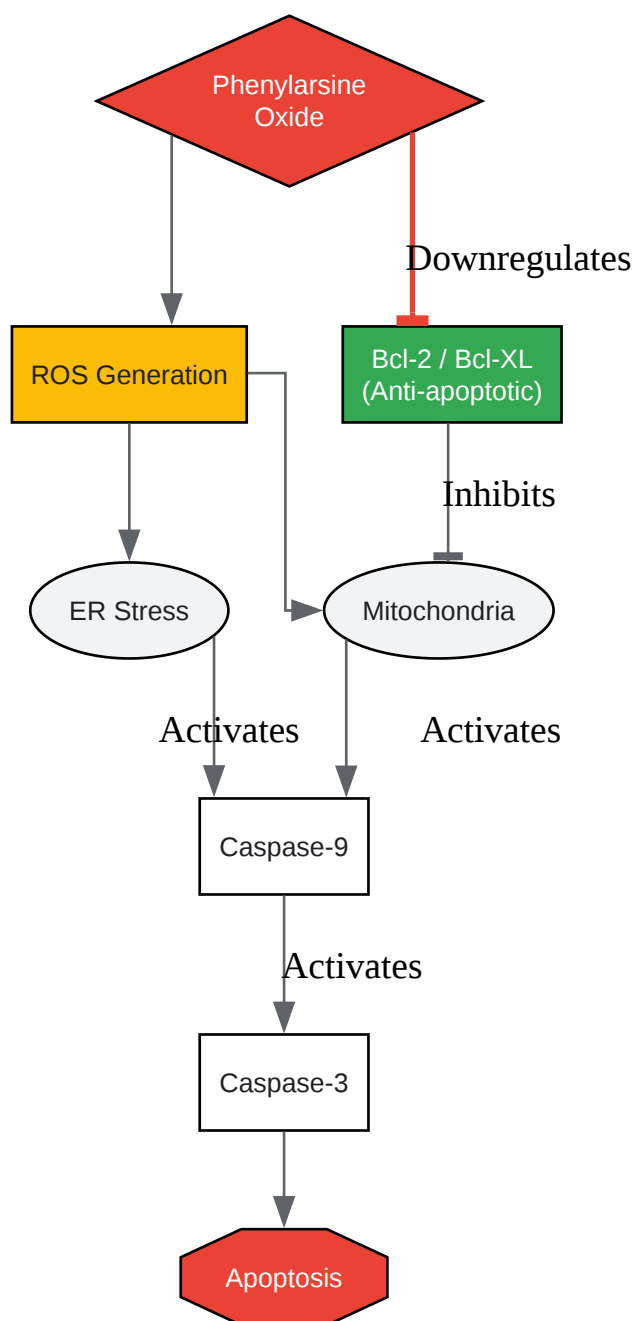 Phenylarsine
Oxide
Downregulates
ROS Generation
Bcl-2 / Bcl-XL
(Anti-apoptotic)
Inhibits
ER Stress
Mitochondria
Activates
Activates
Caspase-9
Activates
Caspase-3
Apoptosis